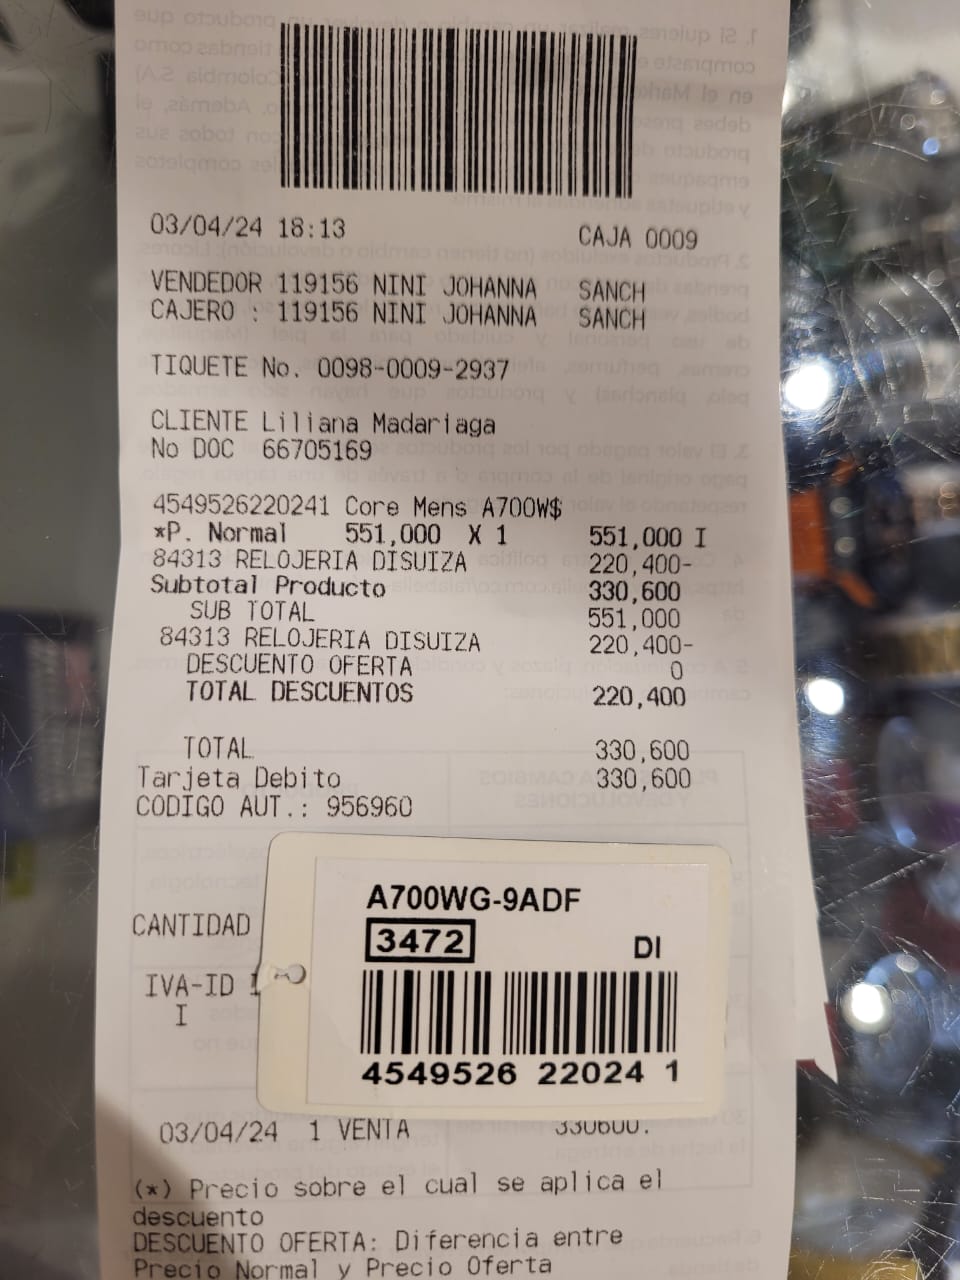 03/04/24 18:13 CAJA 0009
VENDEDOR 119156 NINI JOHANNA SANCH
CAJERO : 119156 NINI JOHANNA SANCH
TIQUETE No. 0098-0009-2937
CLIENTE Liliana Madariaga
No DOC 66705169
4549526220241 Core Mens A700W$
*P. Normal 551,000 X 1 551,000 I
84313 RELOJERIA DISUIZA 220,400-
Subtotal Producto 330,600
SUB TOTAL 551,000
84313 RELOJERIA DISUIZA 220,400-
DESCUENTO OFERTA 0
TOTAL DESCUENTOS 220,400
TOTAL 330,600
Tarjeta Debito 330,600
CODIGO AUT.: 956960
A700WG-9ADF
3472 DI
4549526 22024 1
CANTIDAD
IVA-ID
I
03/04/24 1 VENTA 330600.
(*) Precio sobre el cual se aplica el
descuento
DESCUENTO OFERTA: Diferencia entre
Precio Normal y Precio Oferta